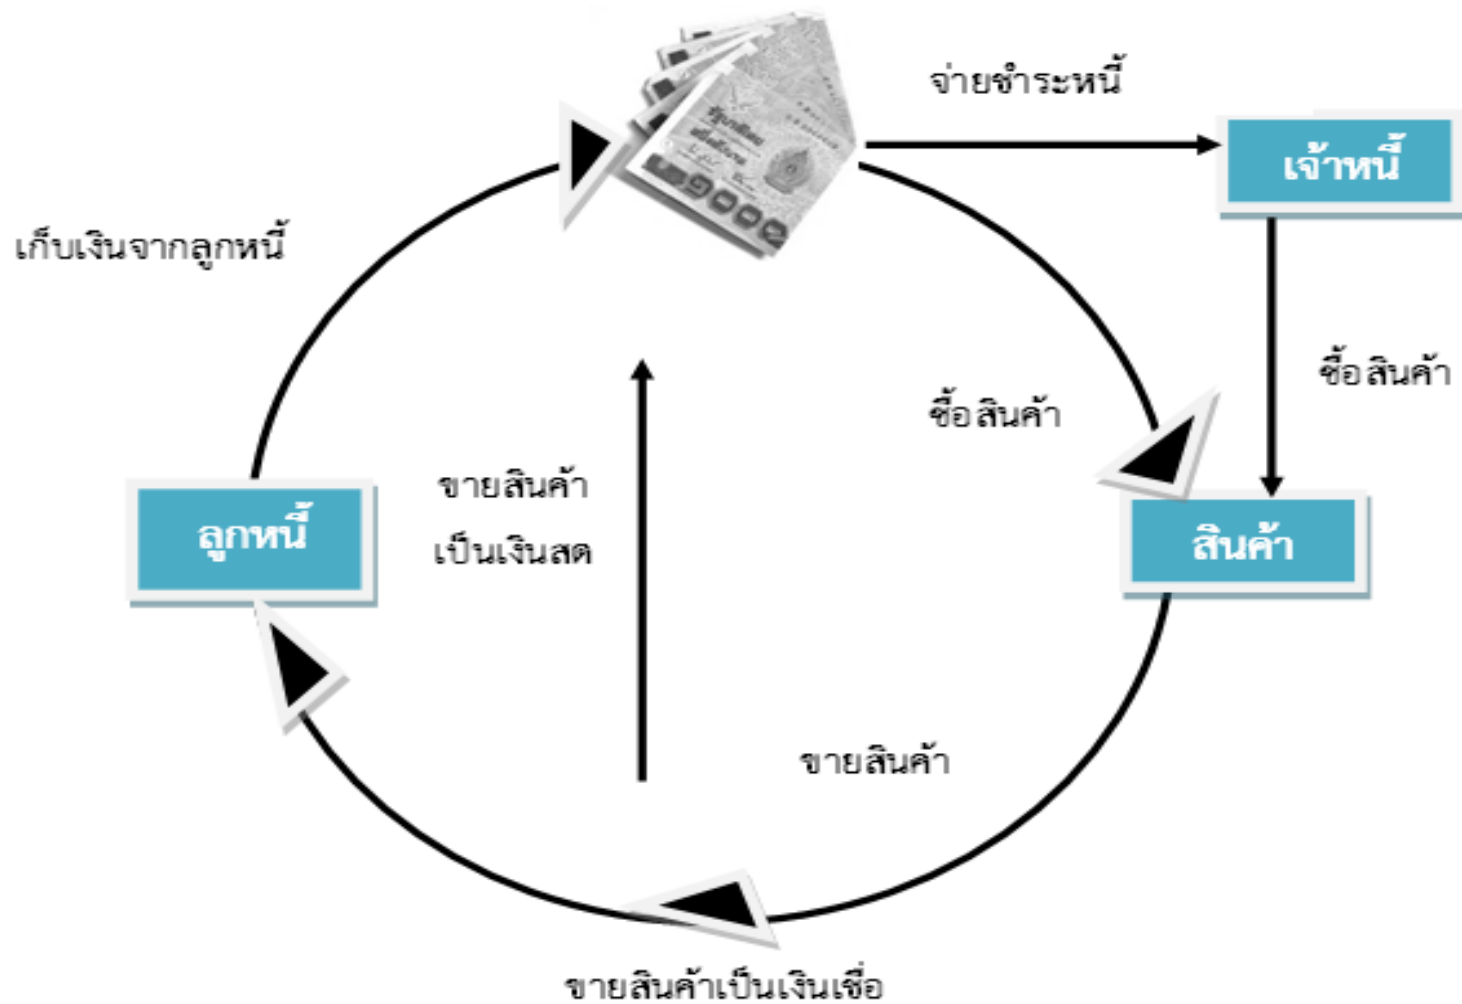 จ่ายชำระหนี้
เจ้าหนี้
เก็บเงินจากลูกหนี้
ซื้อสินค้า
ซื้อสินค้า
ขายสินค้า
เป็นเงินสด
ลูกหนี้
สินค้า
ขายสินค้า
ขายสินค้าเป็นเงินเชื่อ